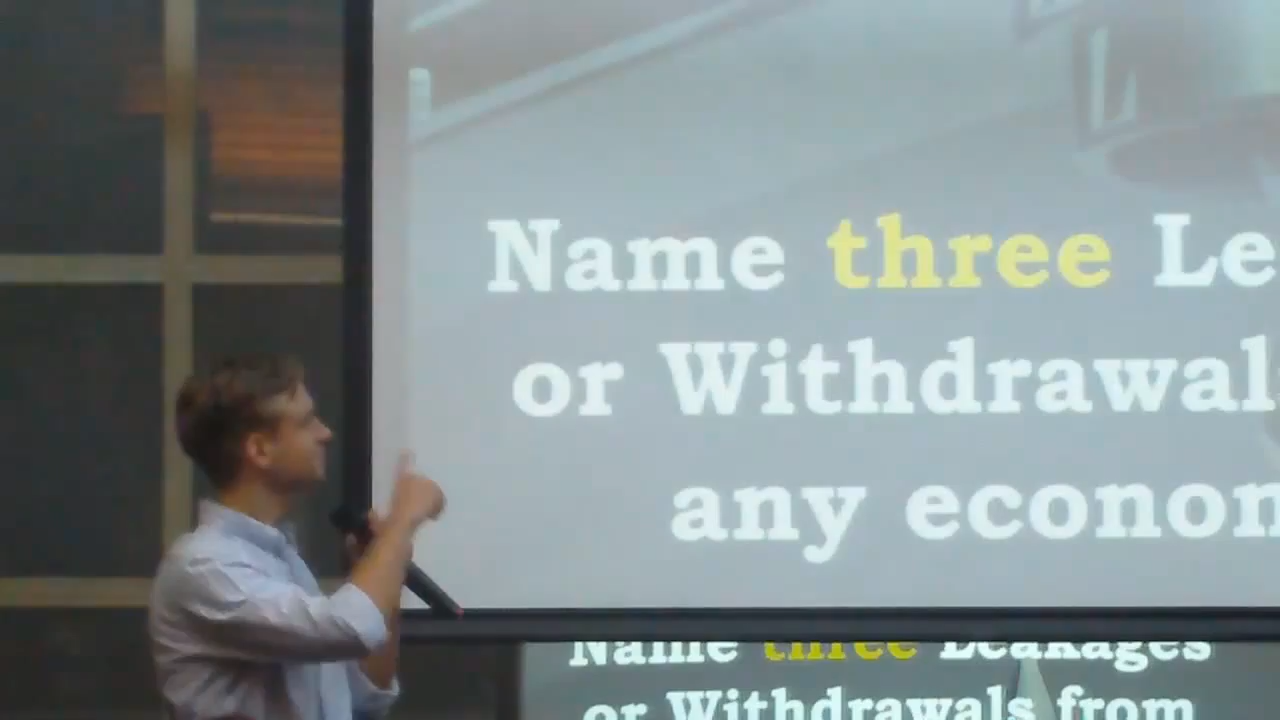 Name three Le
or Withdrawal
any econon
Name three Leakages
or Withdrawals from